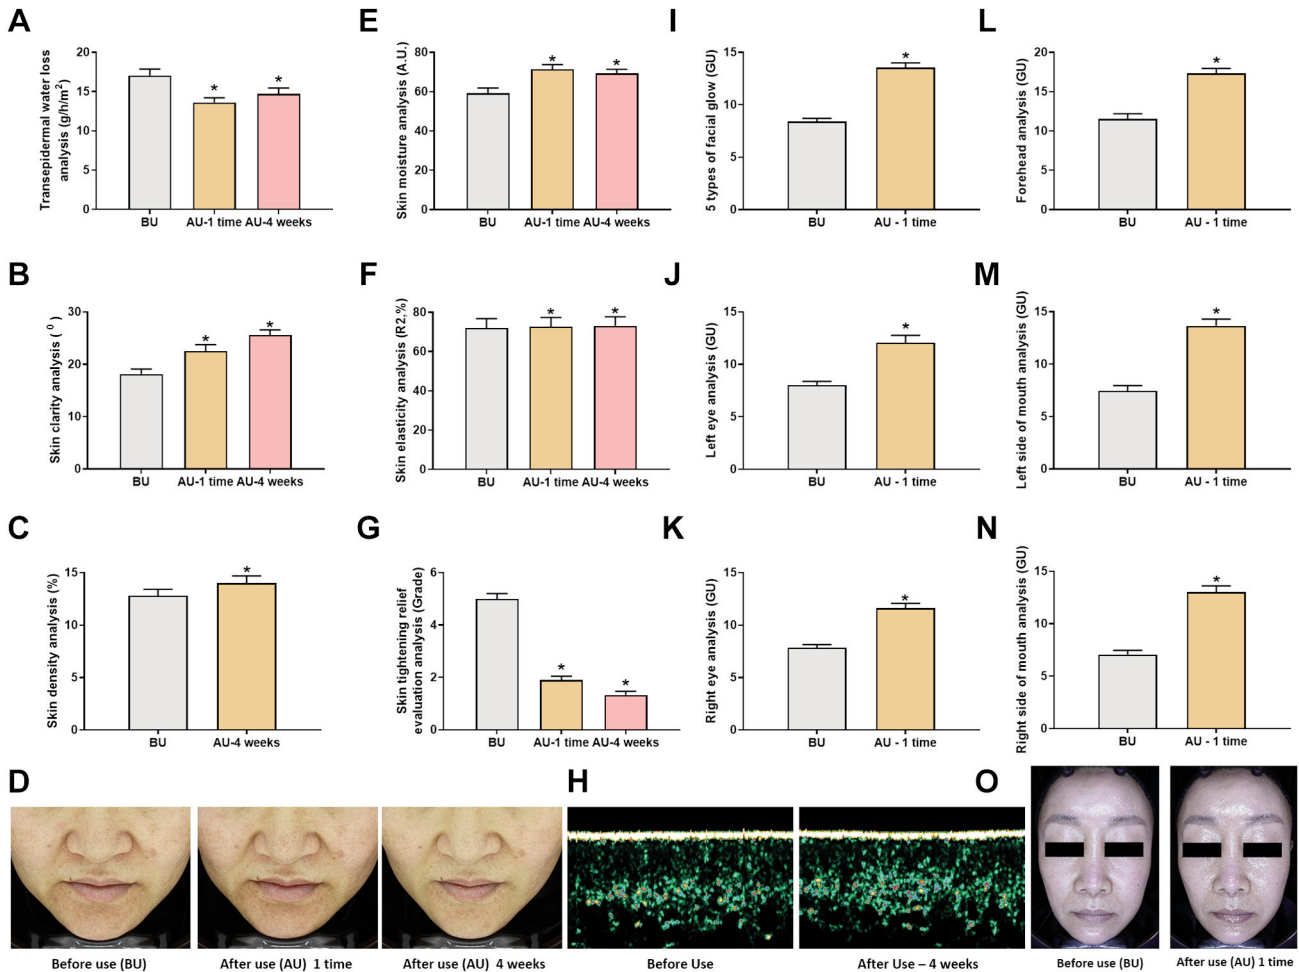 A
Transepidermal water loss
analysis (g/h/m2)
20
15
10
5
0
*
*
BU
AU-1 time
AU-4 weeks
E
Skin moisture analysis (A.U.)
80
60
40
20
0
*
*
BU
AU-1 time
AU-4 weeks
I
5 types of facial glow (GU)
15
10
5
0
*
BU
AU - 1 time
L
Forehead analysis (GU)
20
15
10
5
0
*
BU
AU - 1 time
B
Skin clarity analysis ( 0 )
30
20
10
0
*
*
BU
AU-1 time
AU-4 weeks
F
Skin elasticity analysis (R2,%)
80
60
40
20
0
*
*
BU
AU-1 time
AU-4 weeks
J
Left eye analysis (GU)
15
10
5
0
*
BU
AU - 1 time
M
Left side of mouth analysis (GU)
15
10
5
0
*
BU
AU - 1 time
C
Skin density analysis (%)
15
10
5
0
*
BU
AU-4 weeks
G
Skin tightening relief
evaluation analysis (Grade)
6
4
2
0
*
*
BU
AU-1 time
AU-4 weeks
K
Right eye analysis (GU)
15
10
5
0
*
BU
AU - 1 time
N
Right side of mouth analysis (GU)
15
10
5
0
*
BU
AU - 1 time
D
Before use (BU)
After use (AU) 1 time
After use (AU) 4 weeks
H
Before Use
After Use – 4 weeks
O
Before use (BU)
After use (AU) 1 time